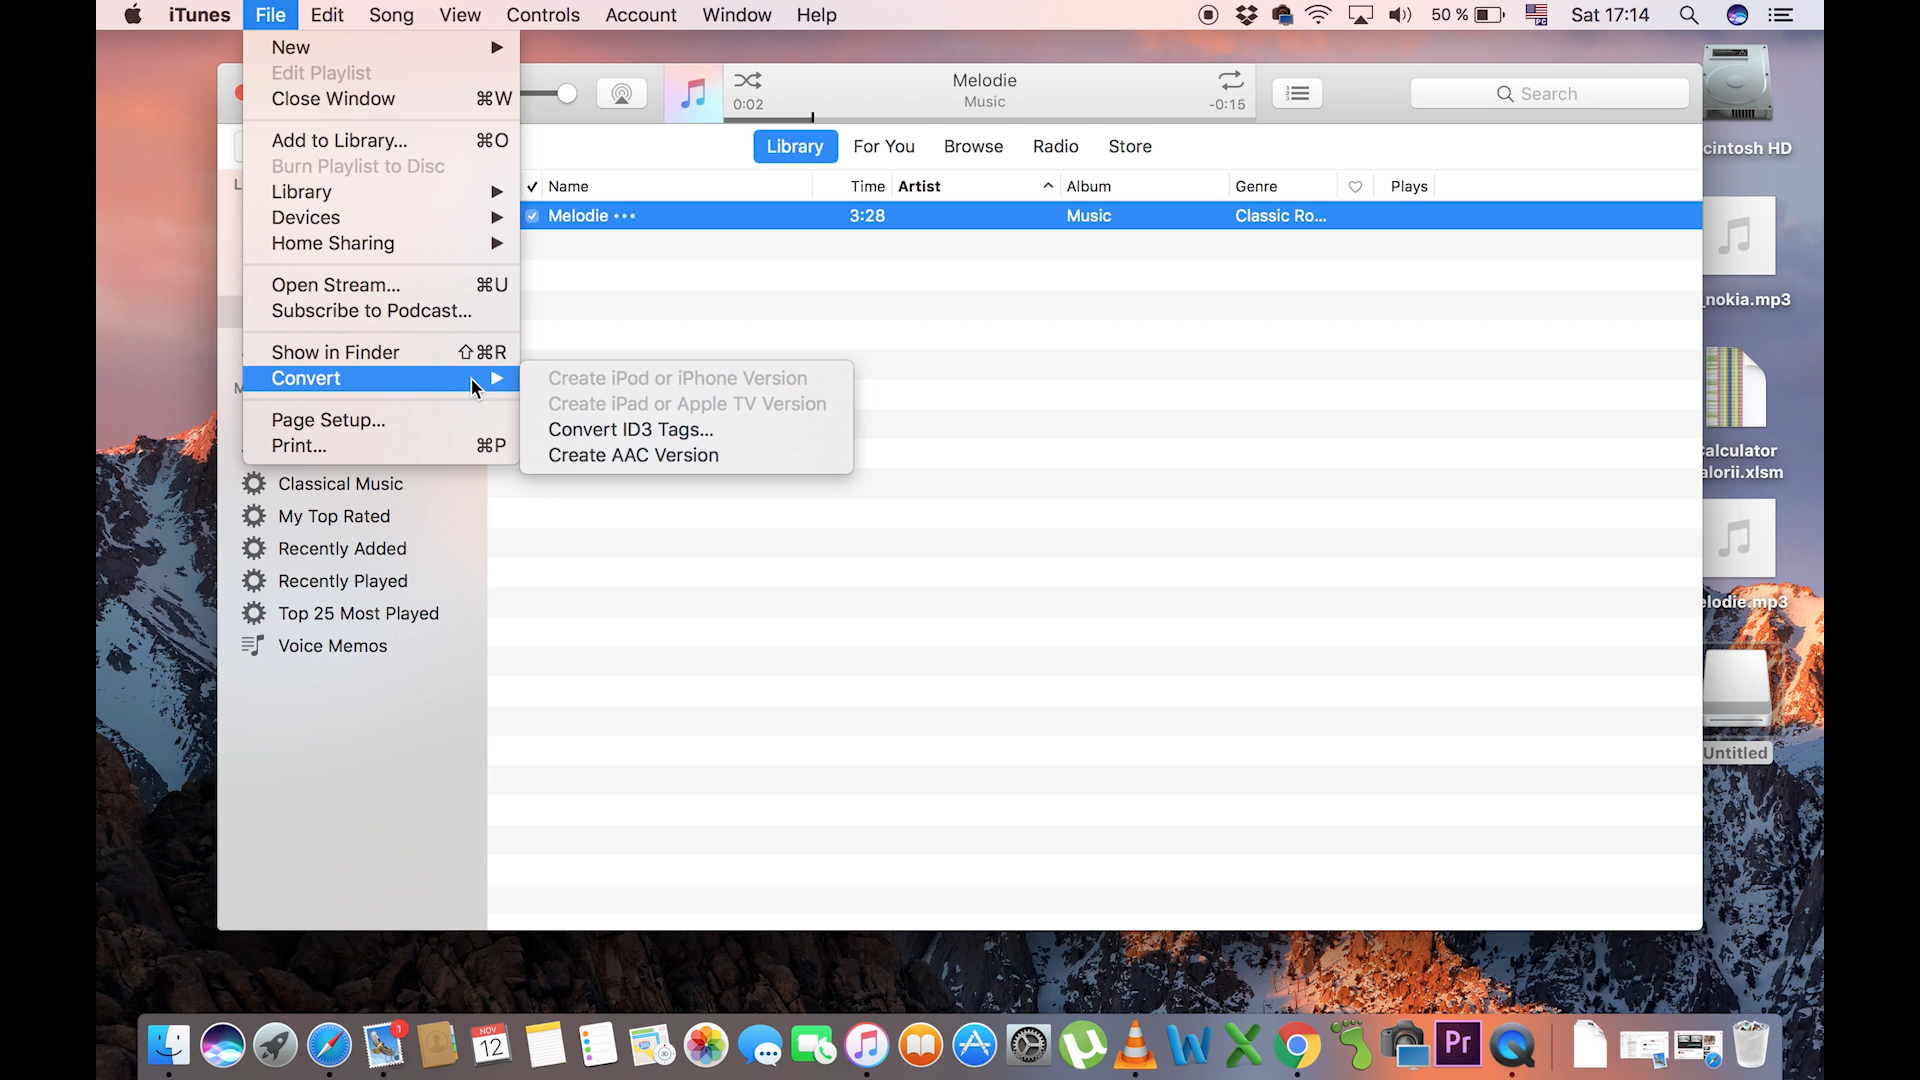 iTunes File Edit Song View Controls Account Window Help 50 % PC Sat 17:14
New
Edit Playlist
Close Window ⌘W
Add to Library... ⌘O
Burn Playlist to Disc
Library
Devices
Home Sharing
Open Stream... ⌘U
Subscribe to Podcast...
Show in Finder ⇧⌘R
Convert
Page Setup...
Print... ⌘P
Create iPod or iPhone Version
Create iPad or Apple TV Version
Convert ID3 Tags...
Create AAC Version
Melodie
Music
0:02
-0:15
Search
Library For You Browse Radio Store
Name Time Artist Album Genre Plays
Melodie ••• 3:28 Music Classic Ro...
Classical Music
My Top Rated
Recently Added
Recently Played
Top 25 Most Played
Voice Memos
cintosh HD
_nokia.mp3
alculator
alorii.xlsm
elodie.mp3
Untitled
1
NOV
12
3D
Pr